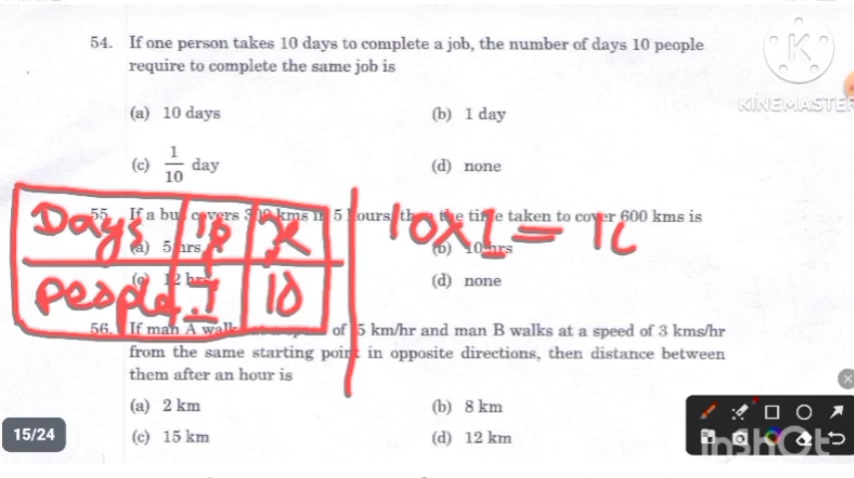 54. If one person takes 10 days to complete a job, the number of days 10 people
require to complete the same job is
(a) 10 days
(b) 1 day
(c) 1/10 day
(d) none
55. If a bus covers 300 kms in 5 hours, then the time taken to cover 600 kms is
(a) 5 hrs
(b) 10 hrs
(c) 12 hrs
(d) none
Days 10 x
people 1 10
10x1 =
56. If man A walks at a speed of 5 km/hr and man B walks at a speed of 3 kms/hr
from the same starting point in opposite directions, then distance between
them after an hour is
(a) 2 km
(b) 8 km
(c) 15 km
(d) 12 km
15/24
K
KINEMASTER
InShOt